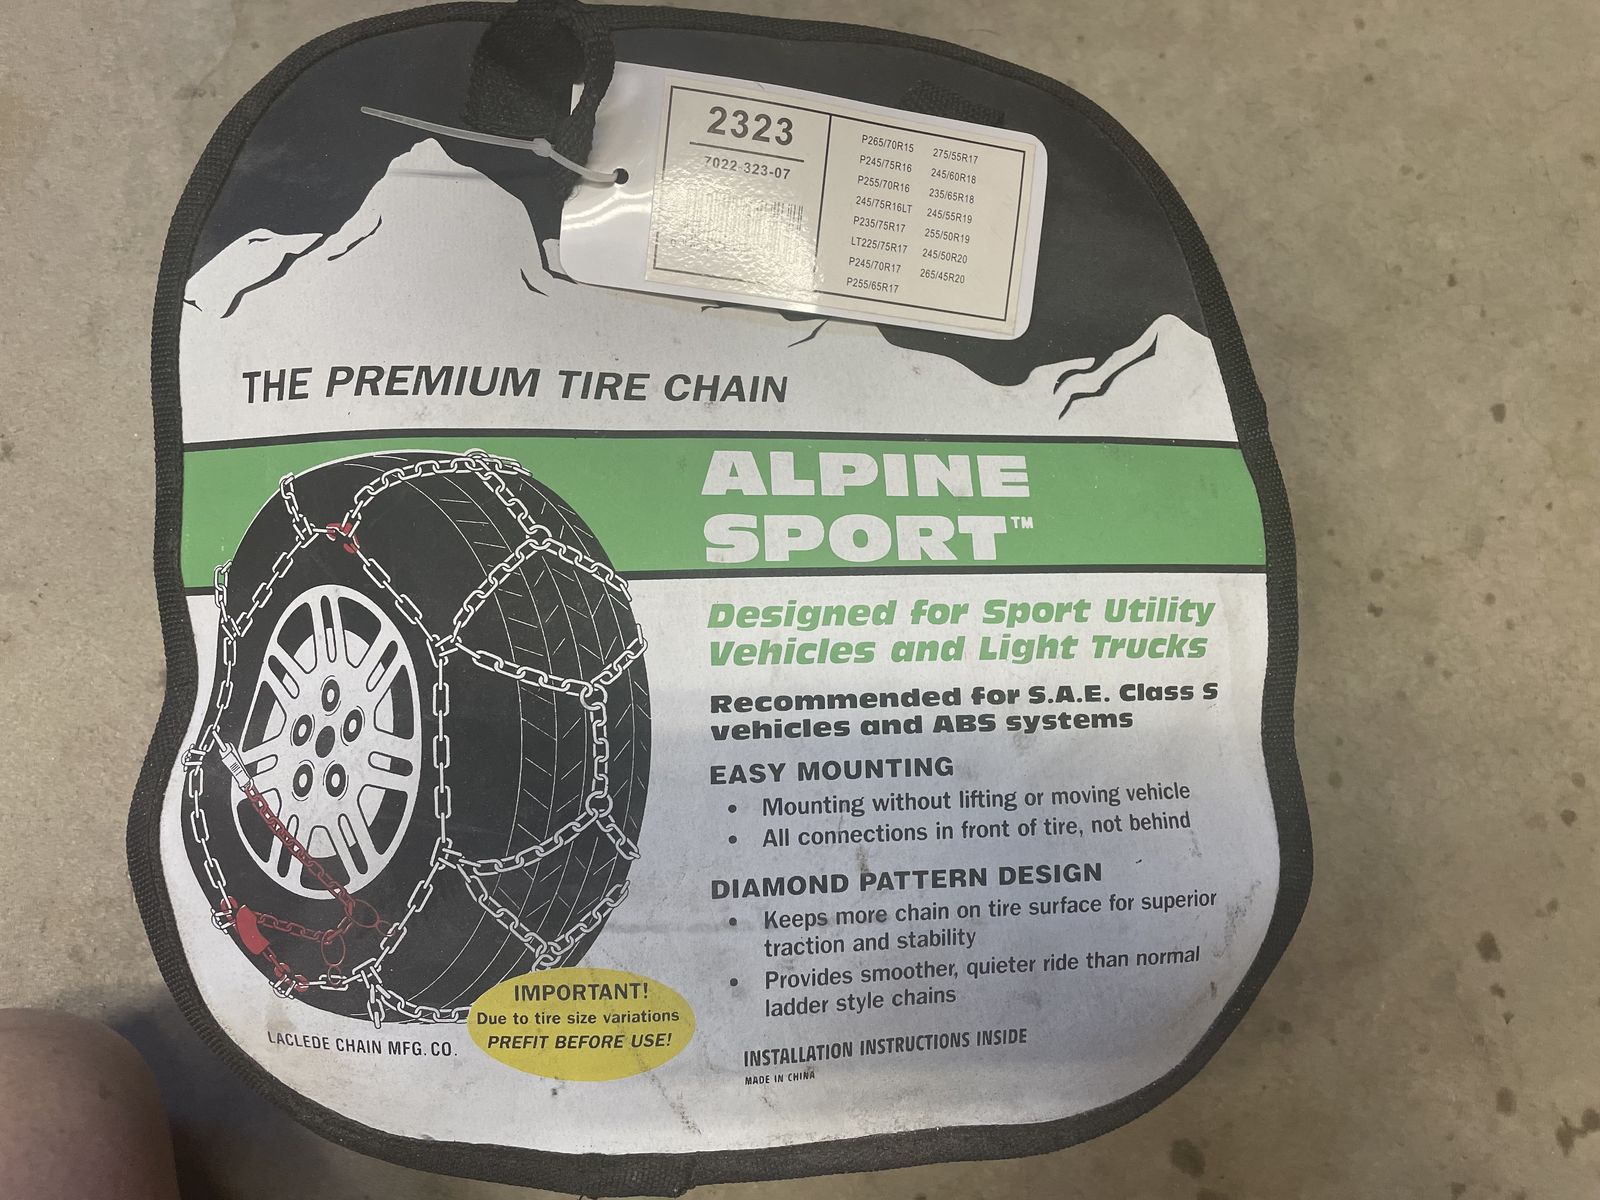 2323
7022-323-07
P265/70R15
P245/75R16
P255/70R16
245/75R16LT
P235/75R17
LT225/75R17
P245/70R17
P255/65R17
275/55R17
245/60R18
235/65R18
245/55R19
255/50R19
245/50R20
265/45R20
THE PREMIUM TIRE CHAIN
ALPINE
SPORT™
Designed for Sport Utility
Vehicles and Light Trucks
Recommended for S.A.E. Class S
vehicles and ABS systems
EASY MOUNTING
• Mounting without lifting or moving vehicle
• All connections in front of tire, not behind
DIAMOND PATTERN DESIGN
• Keeps more chain on tire surface for superior
traction and stability
• Provides smoother, quieter ride than normal
ladder style chains
IMPORTANT!
Due to tire size variations
PREFIT BEFORE USE!
LACLEDE CHAIN MFG. CO.
INSTALLATION INSTRUCTIONS INSIDE
MADE IN CHINA